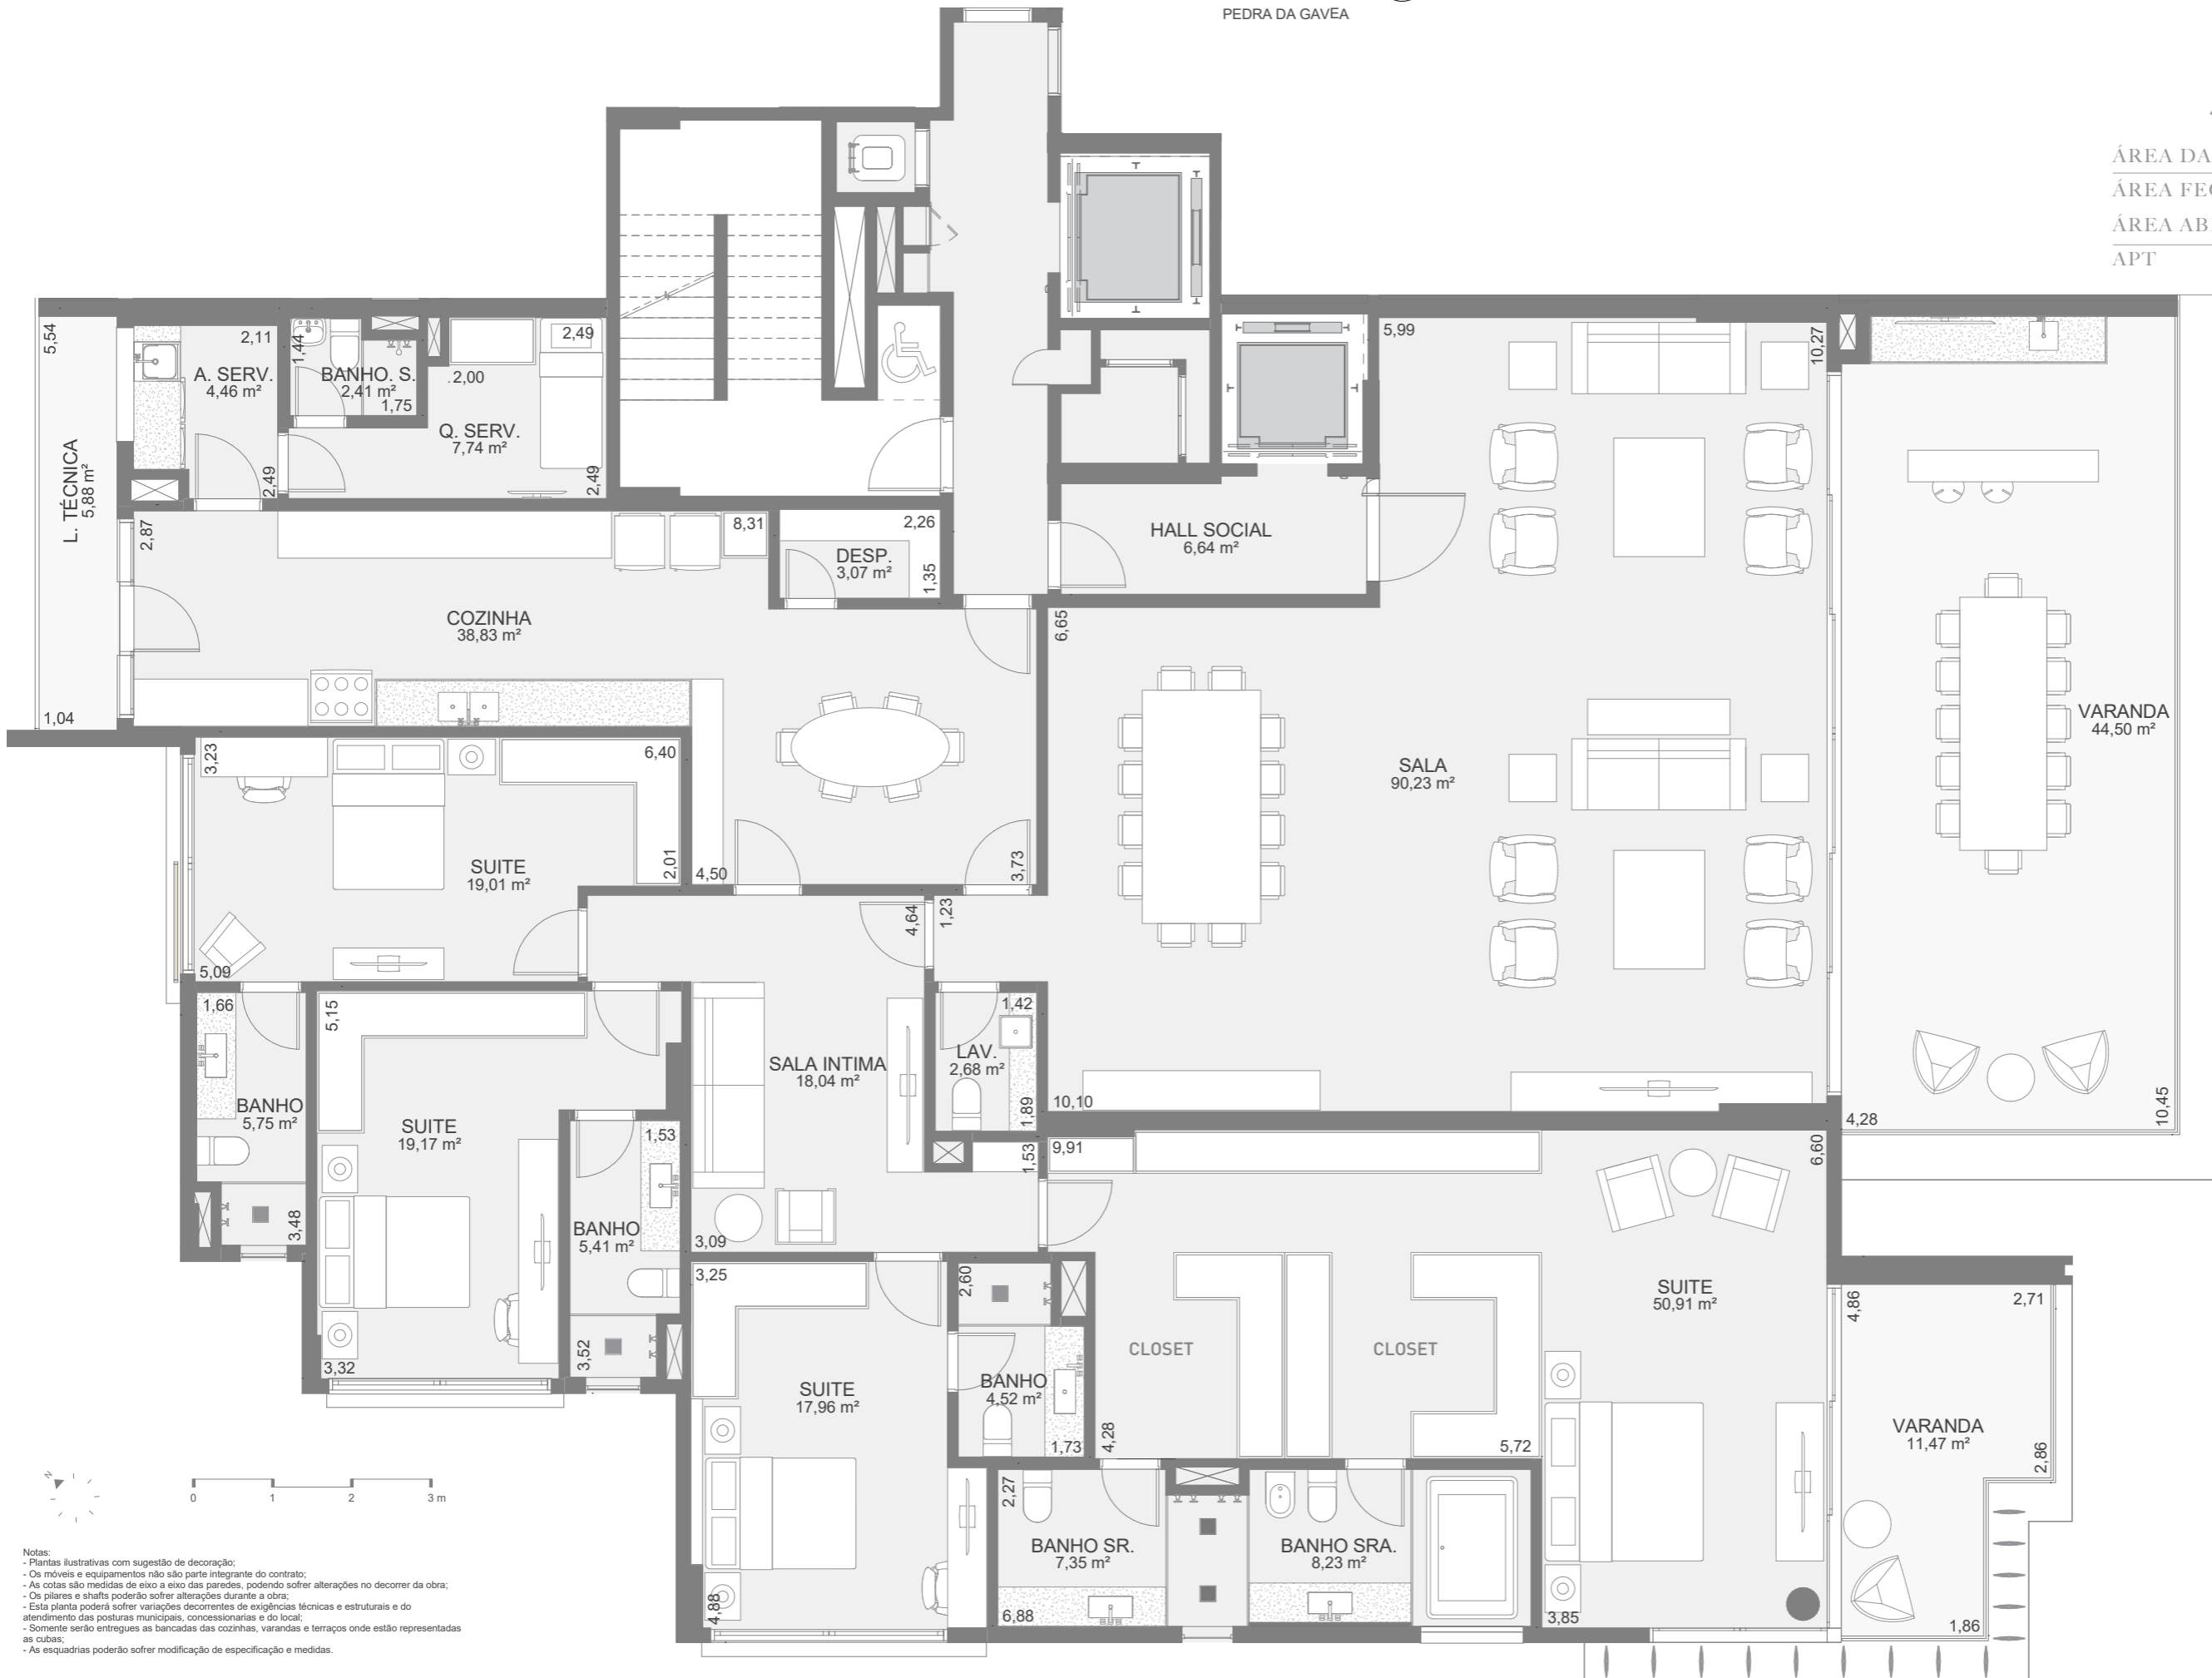 PEDRA DA GAVEA
ÁREA DA
ÁREA FE
ÁREA AB
APT
5,54
L. TÉCNICA
5,88 m²
1,04
2,11
A. SERV.
4,46 m²
2,49
1,44
BANHO. S.
2,41 m²
1,75
2,49
2,00
Q. SERV.
7,74 m²
2,49
2,87
8,31
COZINHA
38,83 m²
4,50
3,73
2,26
DESP.
3,07 m²
1,35
HALL SOCIAL
6,64 m²
5,99
10,27
6,65
SALA
90,23 m²
10,10
1,23
VARANDA
44,50 m²
4,28
10,45
3,23
6,40
SUITE
19,01 m²
2,01
5,09
4,64
SALA INTIMA
18,04 m²
3,09
1,53
1,42
LAV.
2,68 m²
1,89
1,66
BANHO
5,75 m²
3,48
5,15
SUITE
19,17 m²
3,32
1,53
BANHO
5,41 m²
3,52
3,25
SUITE
17,96 m²
4,88
2,60
BANHO
4,52 m²
1,73
9,91
6,60
CLOSET
CLOSET
4,28
5,72
SUITE
50,91 m²
3,85
2,27
BANHO SR.
7,35 m²
6,88
BANHO SRA.
8,23 m²
4,86
2,71
VARANDA
11,47 m²
2,86
1,86
N
0 1 2 3 m
Notas:
- Plantas ilustrativas com sugestão de decoração;
- Os móveis e equipamentos não são parte integrante do contrato;
- As cotas são medidas de eixo a eixo das paredes, podendo sofrer alterações no decorrer da obra;
- Os pilares e shafts poderão sofrer alterações durante a obra;
- Esta planta poderá sofrer variações decorrentes de exigências técnicas e estruturais e do
atendimento das posturas municipais, concessionarias e do local;
- Somente serão entregues as bancadas das cozinhas, varandas e terraços onde estão representadas
as cubas;
- As esquadrias poderão sofrer modificação de especificação e medidas.